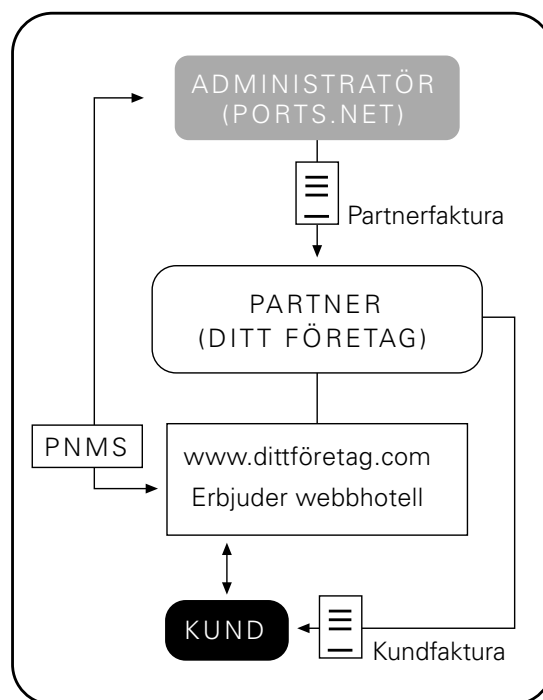 ADMINISTRATÖR
(PORTS.NET)
Partnerfaktura
PARTNER
(DITT FÖRETAG)
PNMS
www.dittföretag.com
Erbjuder webbhotell
KUND
Kundfaktura